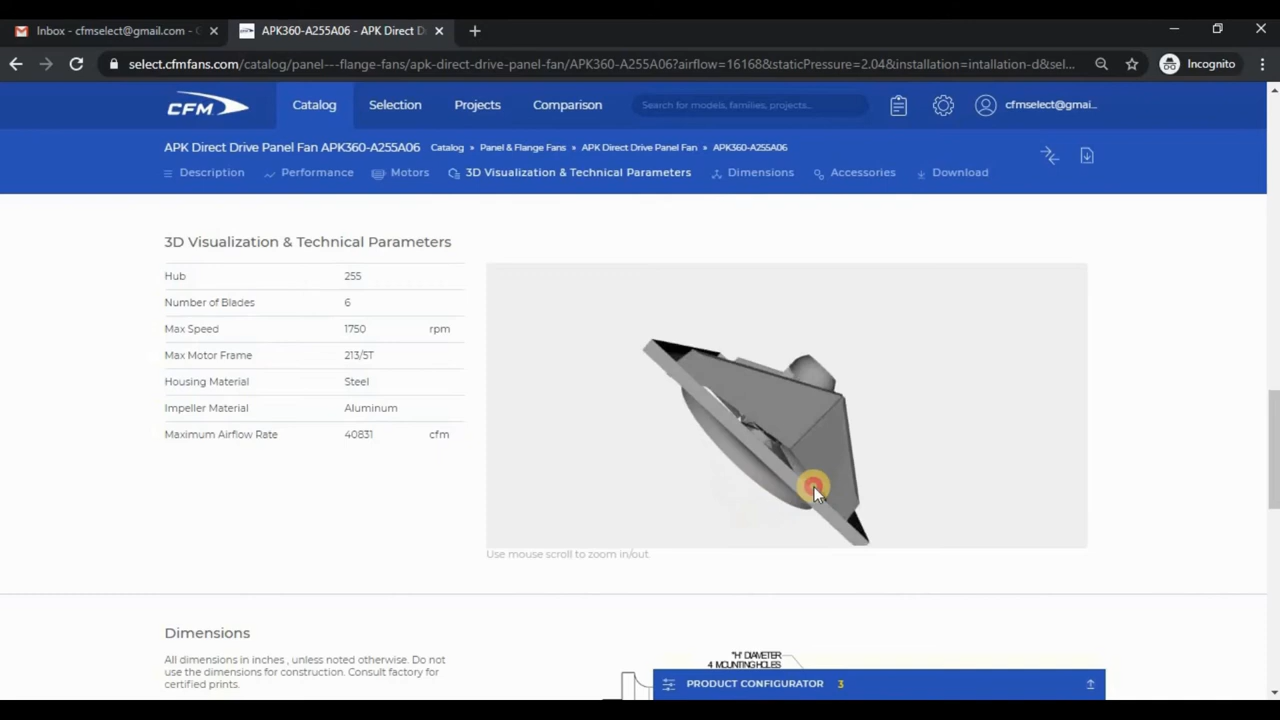 Inbox - cfmselect@gmail.com -
APK360-A255A06 - APK Direct D
select.cfmfans.com/catalog/panel---flange-fans/apk-direct-drive-panel-fan/APK360-A255A06?airflow=16168&staticPressure=2.04&installation=intallation-d&sel...
Incognito
CFM
Catalog
Selection
Projects
Comparison
Search for models, families, projects...
cfmselect@gmai...
APK Direct Drive Panel Fan APK360-A255A06
Catalog » Panel & Flange Fans » APK Direct Drive Panel Fan » APK360-A255A06
Description
Performance
Motors
3D Visualization & Technical Parameters
Dimensions
Accessories
Download
3D Visualization & Technical Parameters
Hub 255
Number of Blades 6
Max Speed 1750 rpm
Max Motor Frame 213/5T
Housing Material Steel
Impeller Material Aluminum
Maximum Airflow Rate 40831 cfm
Use mouse scroll to zoom in/out
Dimensions
All dimensions in inches , unless noted otherwise. Do not
use the dimensions for construction. Consult factory for
certified prints.
"H" DIAMETER
4 MOUNTING HOLES
PRODUCT CONFIGURATOR 3